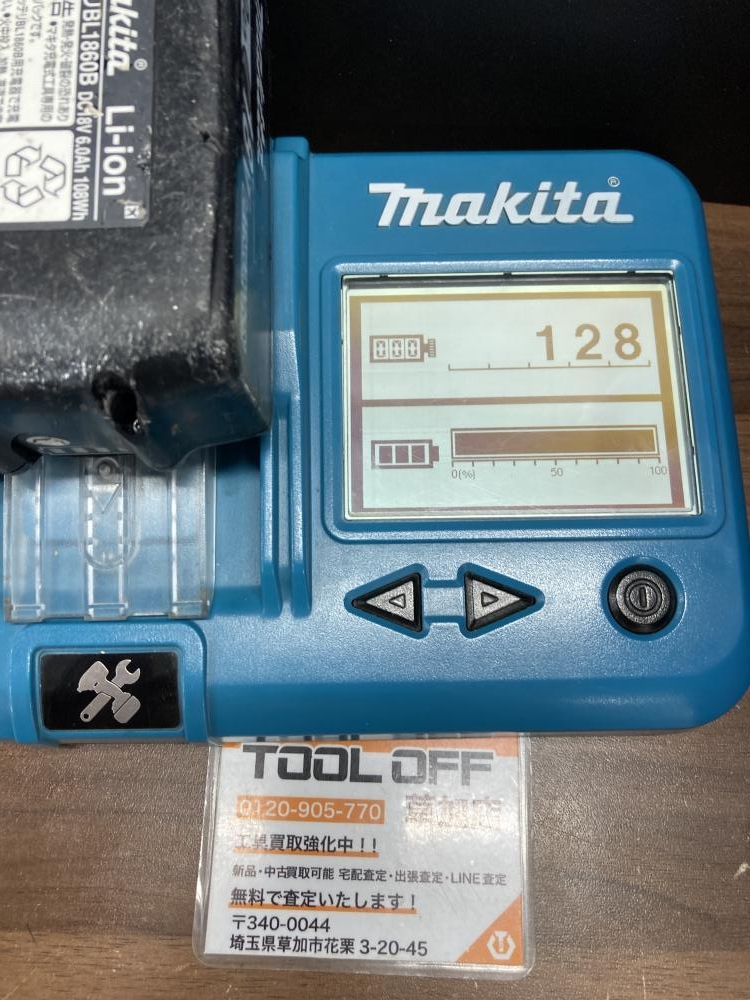 makita
Li-ion
BL1860B DC18V 6.0Ah 108Wh
makita®
128
0(%) 50 100
TOOL OFF
0120-905-770 草加店
工具買取強化中!!
新品・中古買取可能 宅配査定・出張査定・LINE査定
無料で査定いたします!
〒340-0044
埼玉県草加市花栗 3-20-45